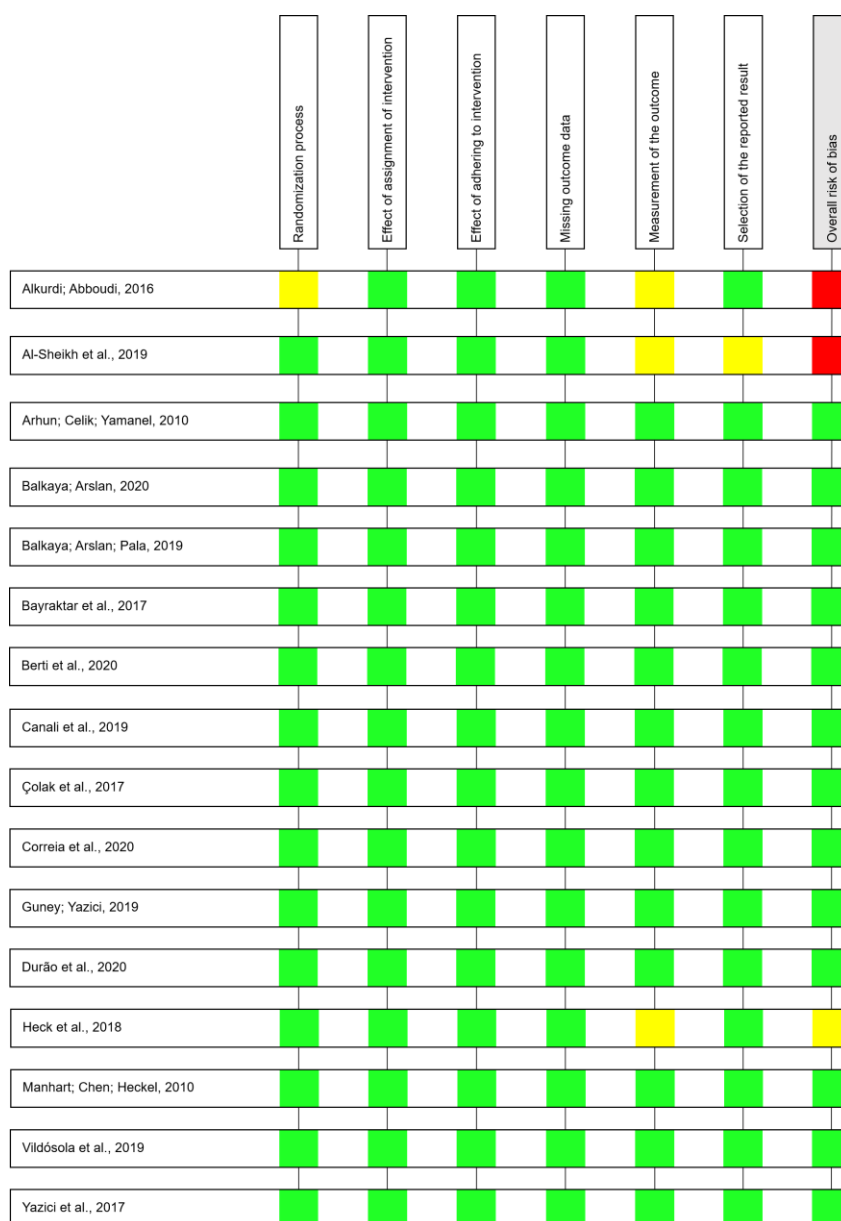 Randomization process
Effect of assignment of intervention
Effect of adhering to intervention
Missing outcome data
Measurement of the outcome
Selection of the reported result
Overall risk of bias
Alkurdi; Abboudi, 2016
Al-Sheikh et al., 2019
Arhun; Celik; Yamanel, 2010
Balkaya; Arslan, 2020
Balkaya; Arslan; Pala, 2019
Bayraktar et al., 2017
Berti et al., 2020
Canali et al., 2019
Çolak et al., 2017
Correia et al., 2020
Guney; Yazici, 2019
Durão et al., 2020
Heck et al., 2018
Manhart; Chen; Heckel, 2010
Vildósola et al., 2019
Yazici et al., 2017